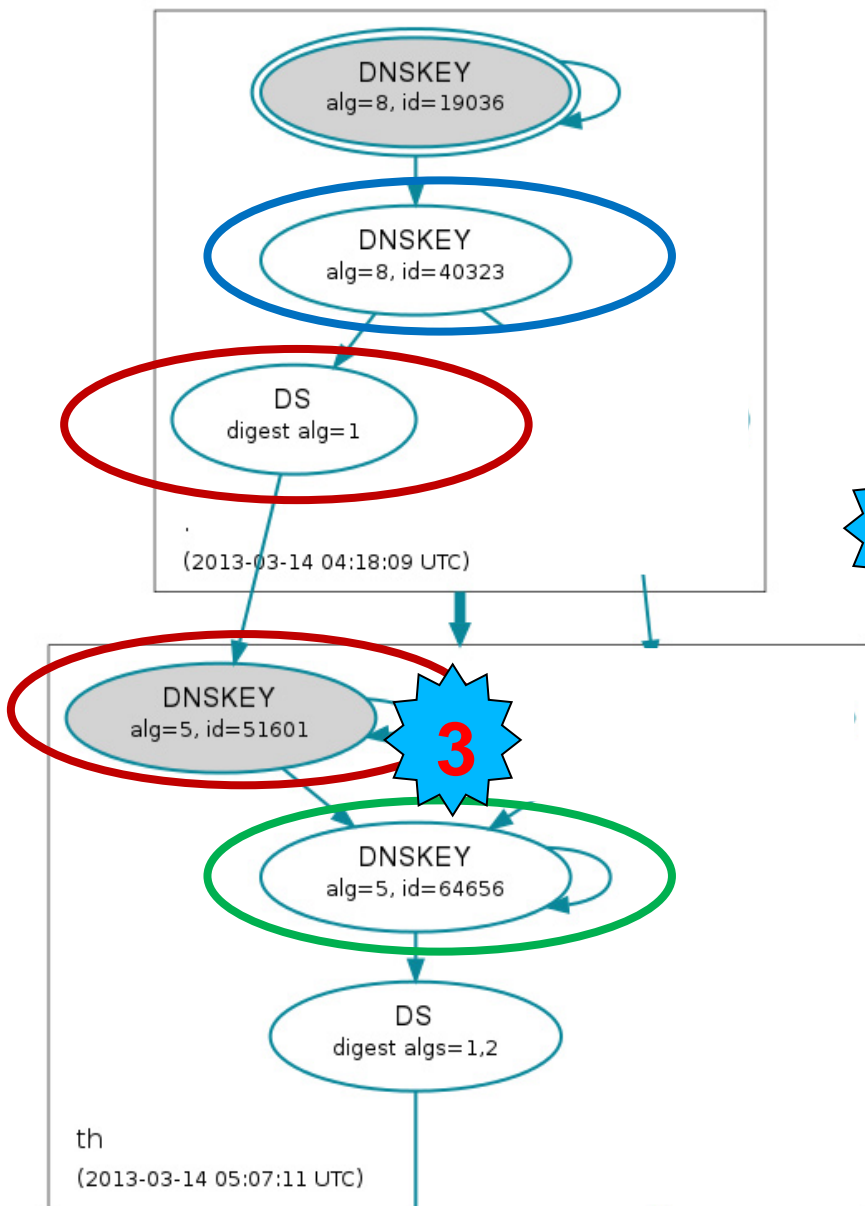 DNSKEY
alg=8, id=19036
DNSKEY
alg=8, id=40323
DS
digest alg=1
.
(2013-03-14 04:18:09 UTC)
DNSKEY
alg=5, id=51601
3
DNSKEY
alg=5, id=64656
DS
digest algs=1,2
th
(2013-03-14 05:07:11 UTC)